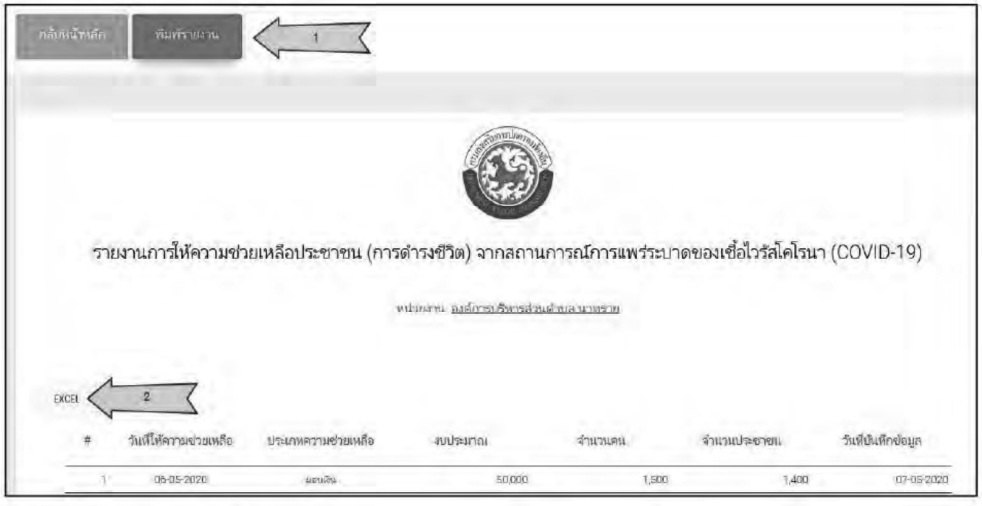 กลับหน้าหลัก พิมพ์รายงาน 1
รายงานการให้ความช่วยเหลือประชาชน (การดำรงชีวิต) จากสถานการณ์การแพร่ระบาดของเชื้อไวรัสโคโรนา (COVID-19)
หน่วยงาน องค์การบริหารส่วนตำบล นาทราย
EXCEL 2
# วันที่ให้ความช่วยเหลือ ประเภทความช่วยเหลือ งบประมาณ จำนวนคน จำนวนประชาชน วันที่บันทึกข้อมูล
1 06-05-2020 มอบเงิน 50,000 1,500 1,400 07-05-2020